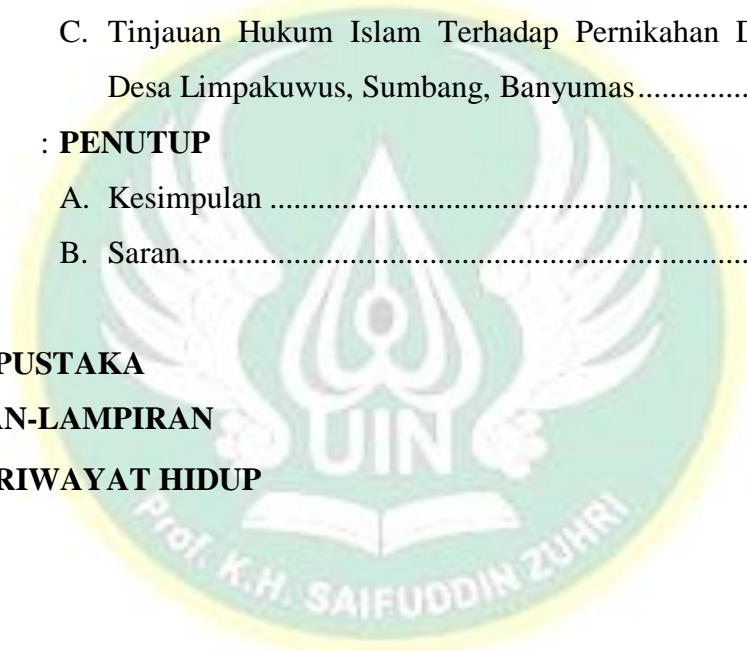 C. Tinjauan Hukum Islam Terhadap Pernikahan D
Desa Limpakuwus, Sumbang, Banyumas................
: PENUTUP
A. Kesimpulan ............................................................
B. Saran.......................................................................
PUSTAKA
AN-LAMPIRAN
RIWAYAT HIDUP
UIN
Prof. K.H. SAIFUDDIN ZUHRI